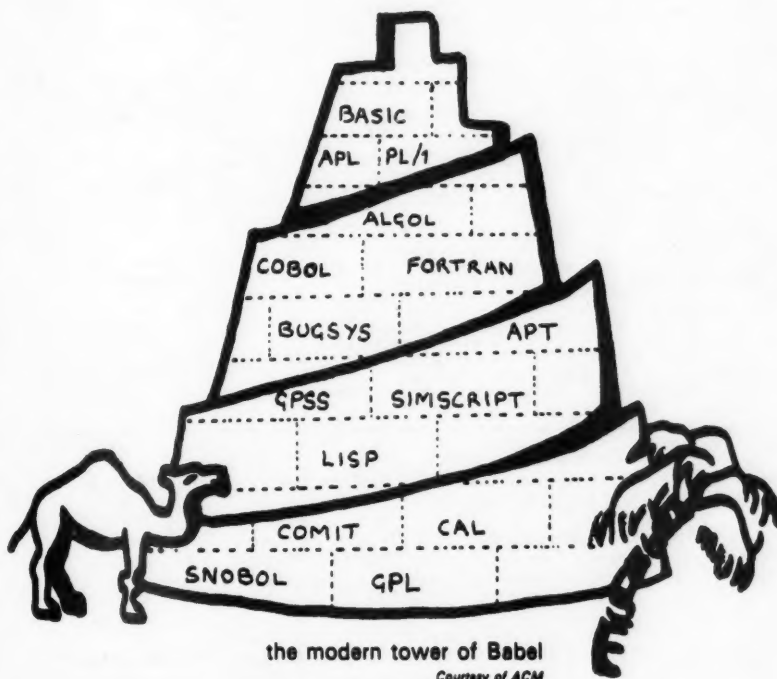 BASIC
APL PL/1
ALGOL
COBOL FORTRAN
BUGSYS APT
GPSS SIMSCRIPT
LISP
COMIT CAL
SNOBOL GPL
the modern tower of Babel
Courtesy of ACM